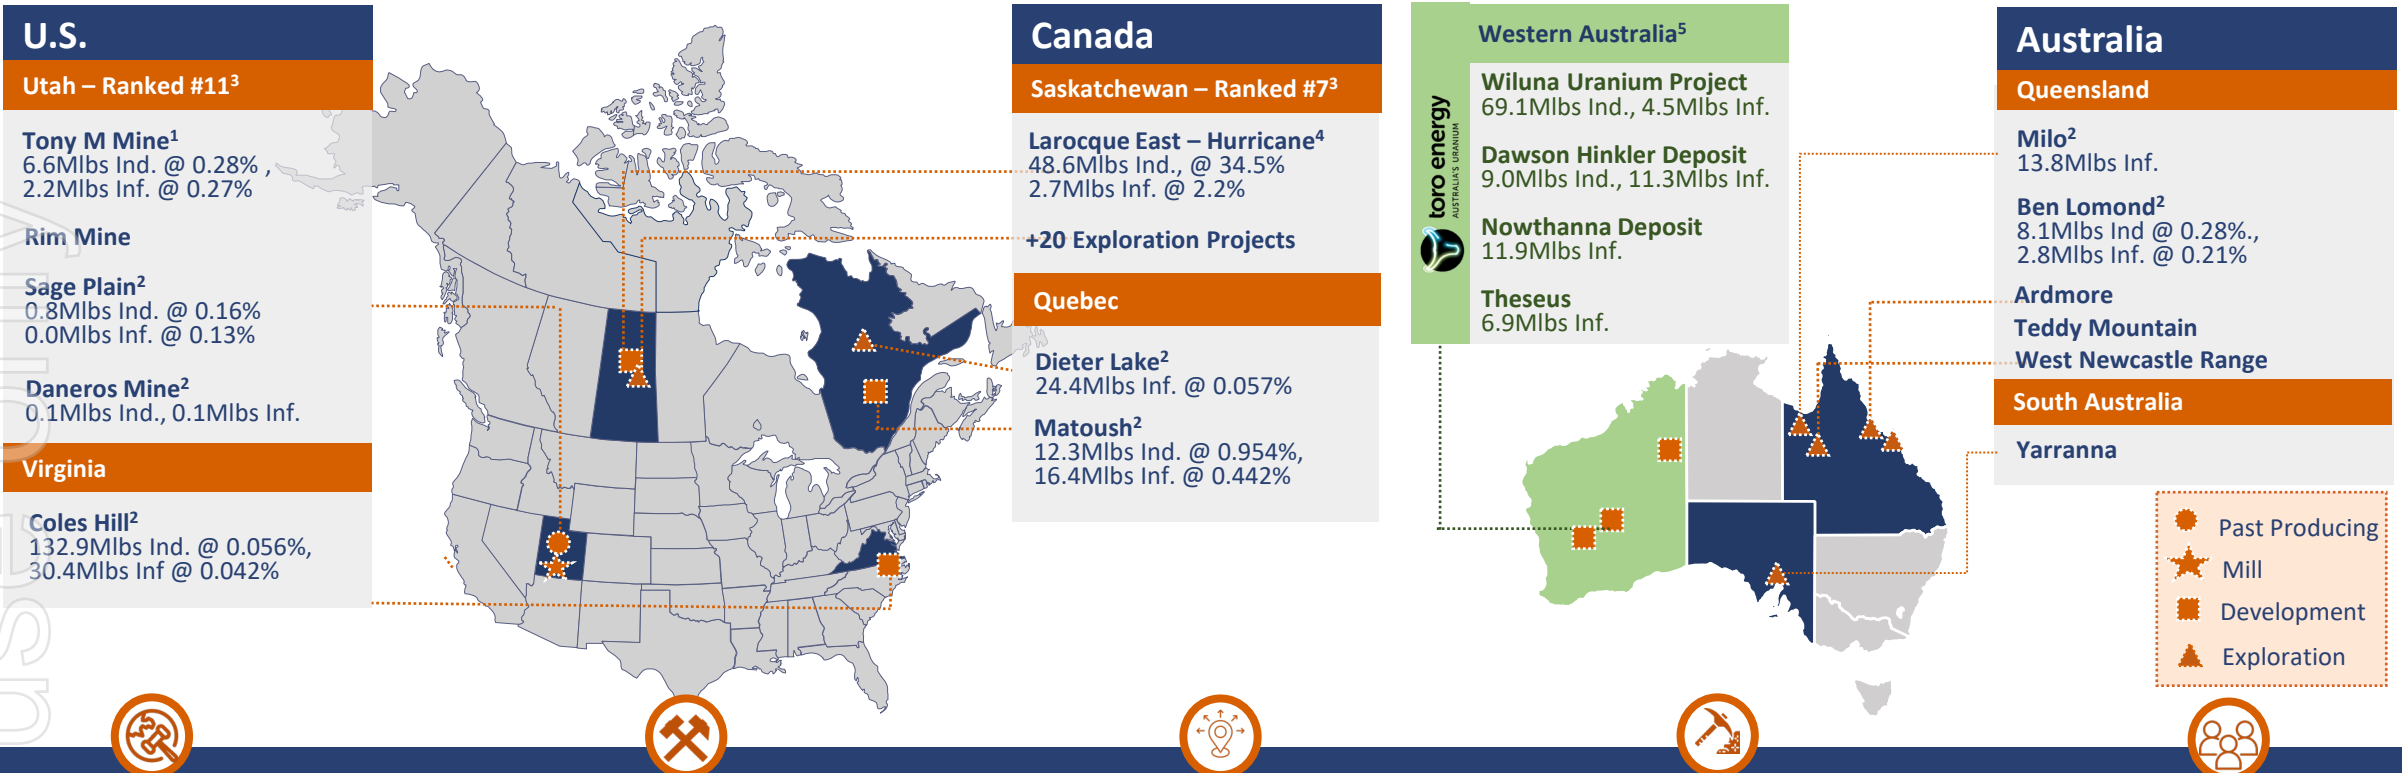 U.S.
Utah – Ranked #11³
Tony M Mine¹
6.6Mlbs Ind. @ 0.28% ,
2.2Mlbs Inf. @ 0.27%
Rim Mine
Sage Plain²
0.8Mlbs Ind. @ 0.16%
0.0Mlbs Inf. @ 0.13%
Daneros Mine²
0.1Mlbs Ind., 0.1Mlbs Inf.
Virginia
Coles Hill²
132.9Mlbs Ind. @ 0.056%,
30.4Mlbs Inf @ 0.042%
use only
Canada
Saskatchewan – Ranked #7³
Larocque East – Hurricane⁴
48.6Mlbs Ind., @ 34.5%
2.7Mlbs Inf. @ 2.2%
+20 Exploration Projects
Quebec
Dieter Lake²
24.4Mlbs Inf. @ 0.057%
Matoush²
12.3Mlbs Ind. @ 0.954%,
16.4Mlbs Inf. @ 0.442%
Western Australia⁵
toro energy
AUSTRALIA'S URANIUM
Wiluna Uranium Project
69.1Mlbs Ind., 4.5Mlbs Inf.
Dawson Hinkler Deposit
9.0Mlbs Ind., 11.3Mlbs Inf.
Nowthanna Deposit
11.9Mlbs Inf.
Theseus
6.9Mlbs Inf.
Australia
Queensland
Milo²
13.8Mlbs Inf.
Ben Lomond²
8.1Mlbs Ind @ 0.28%.,
2.8Mlbs Inf. @ 0.21%
Ardmore
Teddy Mountain
West Newcastle Range
South Australia
Yarranna
Past Producing
Mill
Development
Exploration